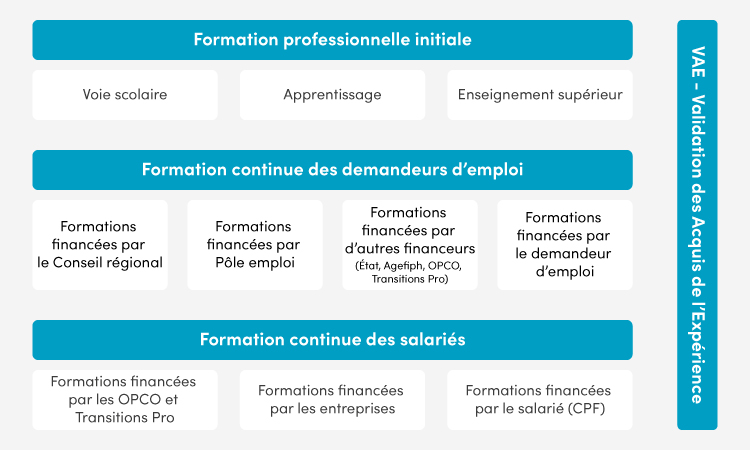 Formation professionnelle initiale
Voie scolaire
Apprentissage
Enseignement supérieur
Formation continue des demandeurs d’emploi
Formations
financées par
le Conseil régional
Formations
financées par
Pôle emploi
Formations
financées par
d’autres financeurs
(État, Agefiph, OPCO,
Transitions Pro)
Formations
financées par
le demandeur
d’emploi
Formation continue des salariés
Formations financées
par les OPCO et
Transitions Pro
Formations financées
par les entreprises
Formations financées
par le salarié (CPF)
VAE - Validation des Acquis de l’Expérience